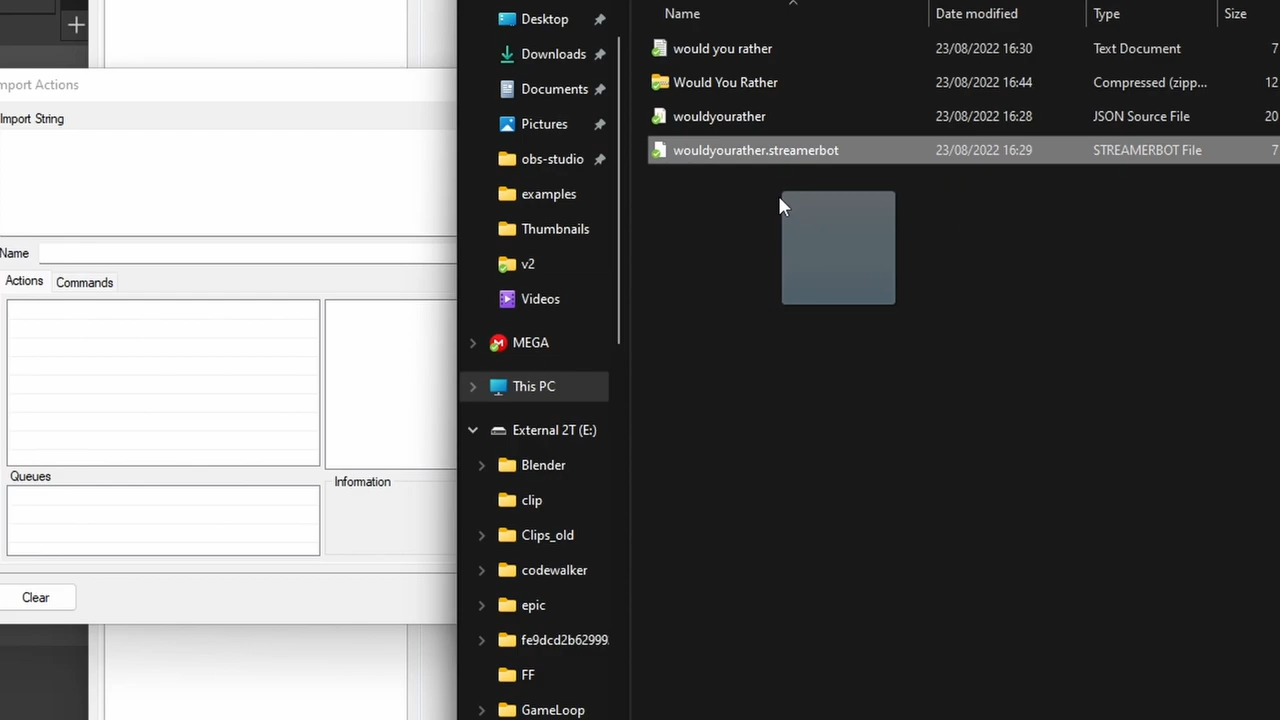 mport Actions
Import String
Name
Actions
Commands
Queues
Information
Clear
Desktop
Downloads
Documents
Pictures
obs-studio
examples
Thumbnails
v2
Videos
MEGA
This PC
External 2T (E:)
Blender
clip
Clips_old
codewalker
epic
fe9dcd2b62999.
FF
GameLoop
Name Date modified Type Size
would you rather 23/08/2022 16:30 Text Document 7
Would You Rather 23/08/2022 16:44 Compressed (zipp... 12
wouldyourather 23/08/2022 16:28 JSON Source File 20
wouldyourather.streamerbot 23/08/2022 16:29 STREAMERBOT File 7